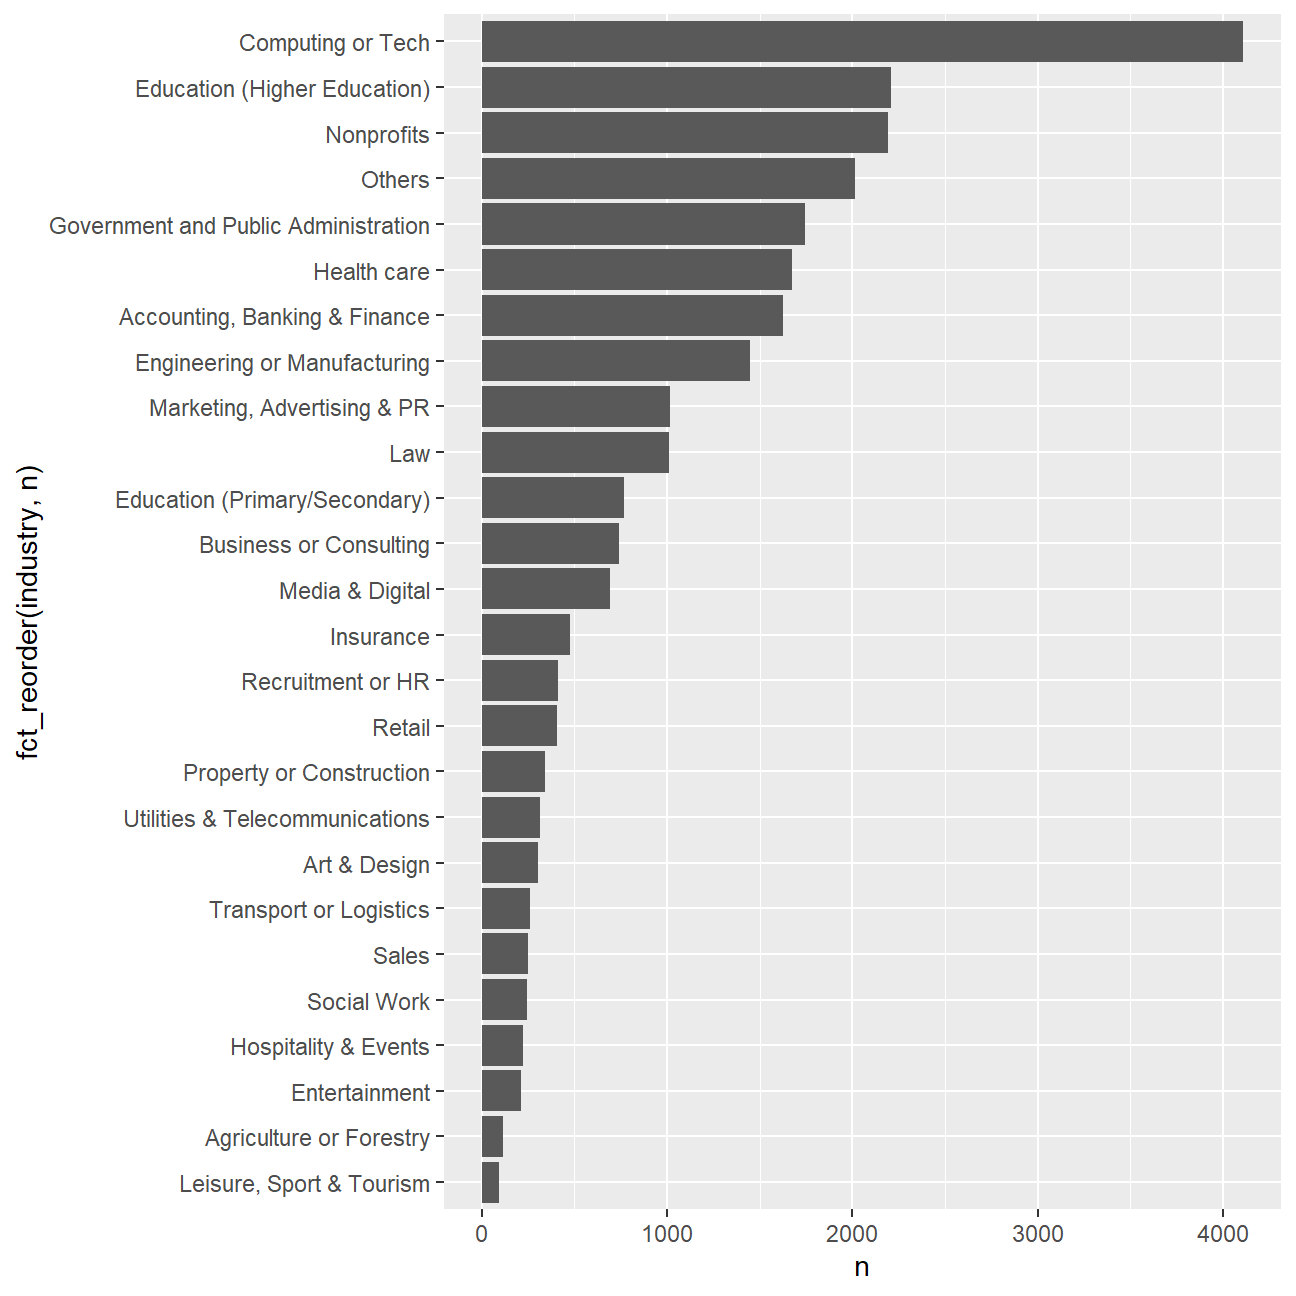 Computing or Tech
Education (Higher Education)
Nonprofits
Others
Government and Public Administration
Health care
Accounting, Banking & Finance
Engineering or Manufacturing
Marketing, Advertising & PR
Law
Education (Primary/Secondary)
Business or Consulting
Media & Digital
Insurance
Recruitment or HR
Retail
Property or Construction
Utilities & Telecommunications
Art & Design
Transport or Logistics
Sales
Social Work
Hospitality & Events
Entertainment
Agriculture or Forestry
Leisure, Sport & Tourism
fct_reorder(industry, n)
0 1000 2000 3000 4000
n